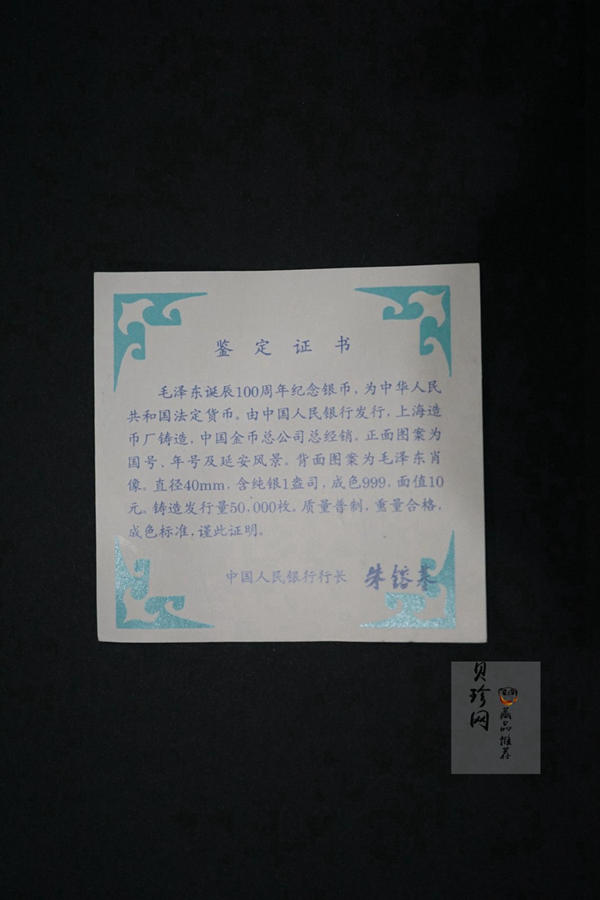 鉴定证书
毛泽东诞辰100周年纪念银币，为中华人民
共和国法定货币。由中国人民银行发行，上海造
币厂铸造，中国金币总公司总经销。正面图案为
国号、年号及延安风景。背面图案为毛泽东肖
像。直径40mm，含纯银1盎司，成色999，面值10
元。铸造发行量50,000枚。质量普制，重量合格，
成色标准，谨此证明。
中国人民银行行长 朱镕基
贝珍网
藏品推荐